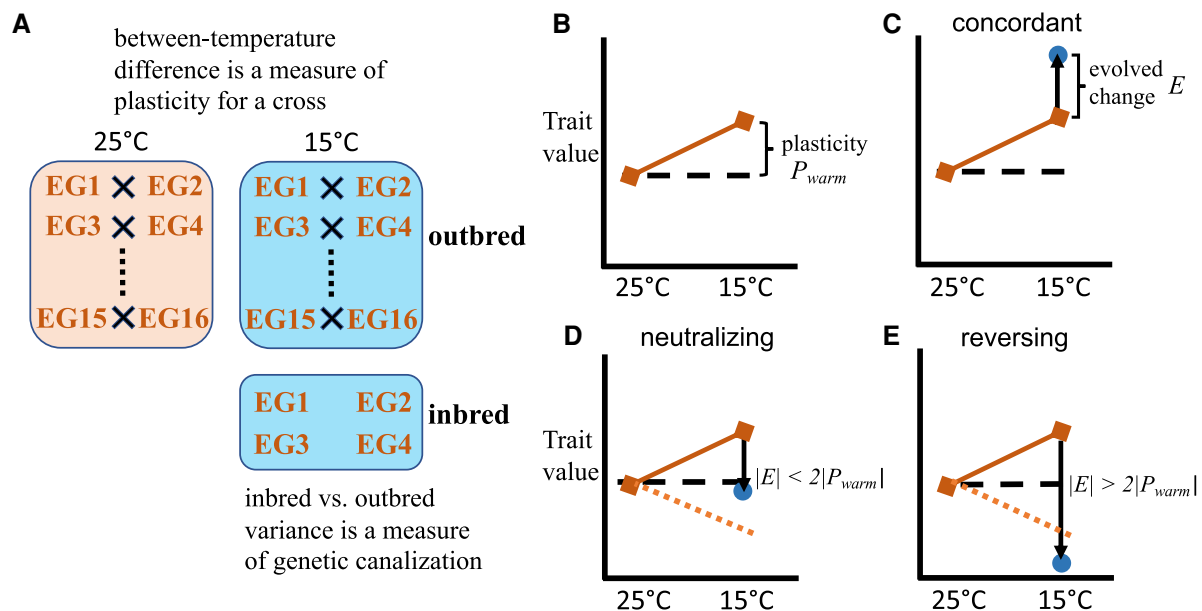 A
between-temperature
difference is a measure of
plasticity for a cross
25°C
15°C
EG1 EG2
EG3 EG4
EG15 EG16
EG1 EG2
EG3 EG4
EG15 EG16
outbred
EG1 EG2
EG3 EG4
inbred
inbred vs. outbred
variance is a measure
of genetic canalization
B
Trait
value
plasticity
P_warm
25°C 15°C
C
concordant
evolved
change E
25°C 15°C
D
neutralizing
Trait
value
|E| < 2|P_warm|
25°C 15°C
E
reversing
|E| > 2|P_warm|
25°C 15°C